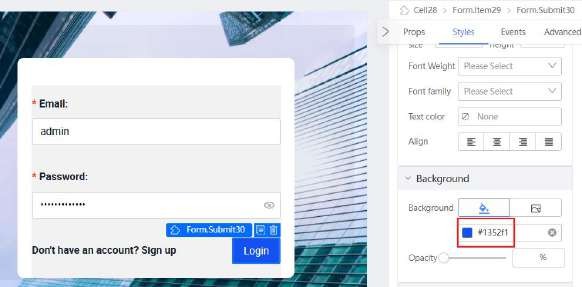 Cell28 > Form.Item29 > Form.Submit30
Props Styles Events Advanced
size height
Font Weight Please Select
Font family Please Select
Text color None
Align
Background
Background
#1352f1
Opacity %
* Email:
admin
* Password:
•••••••••••••
Form.Submit30
Don't have an account? Sign up Login